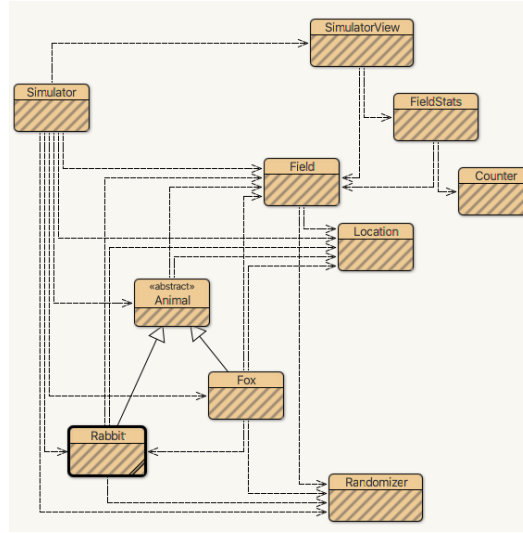 SimulatorView
Simulator
FieldStats
Field
Counter
Location
«abstract»
Animal
Fox
Rabbit
Randomizer